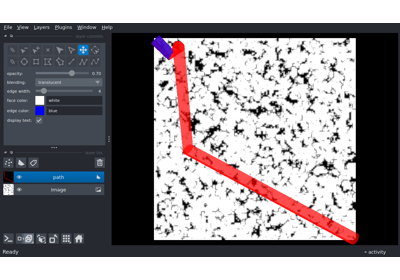 File View Layers Plugins Window Help
opacity: 0.70
blending: translucent
edge width:
face color: white
edge color: blue
display text:
path
image
Ready
activity